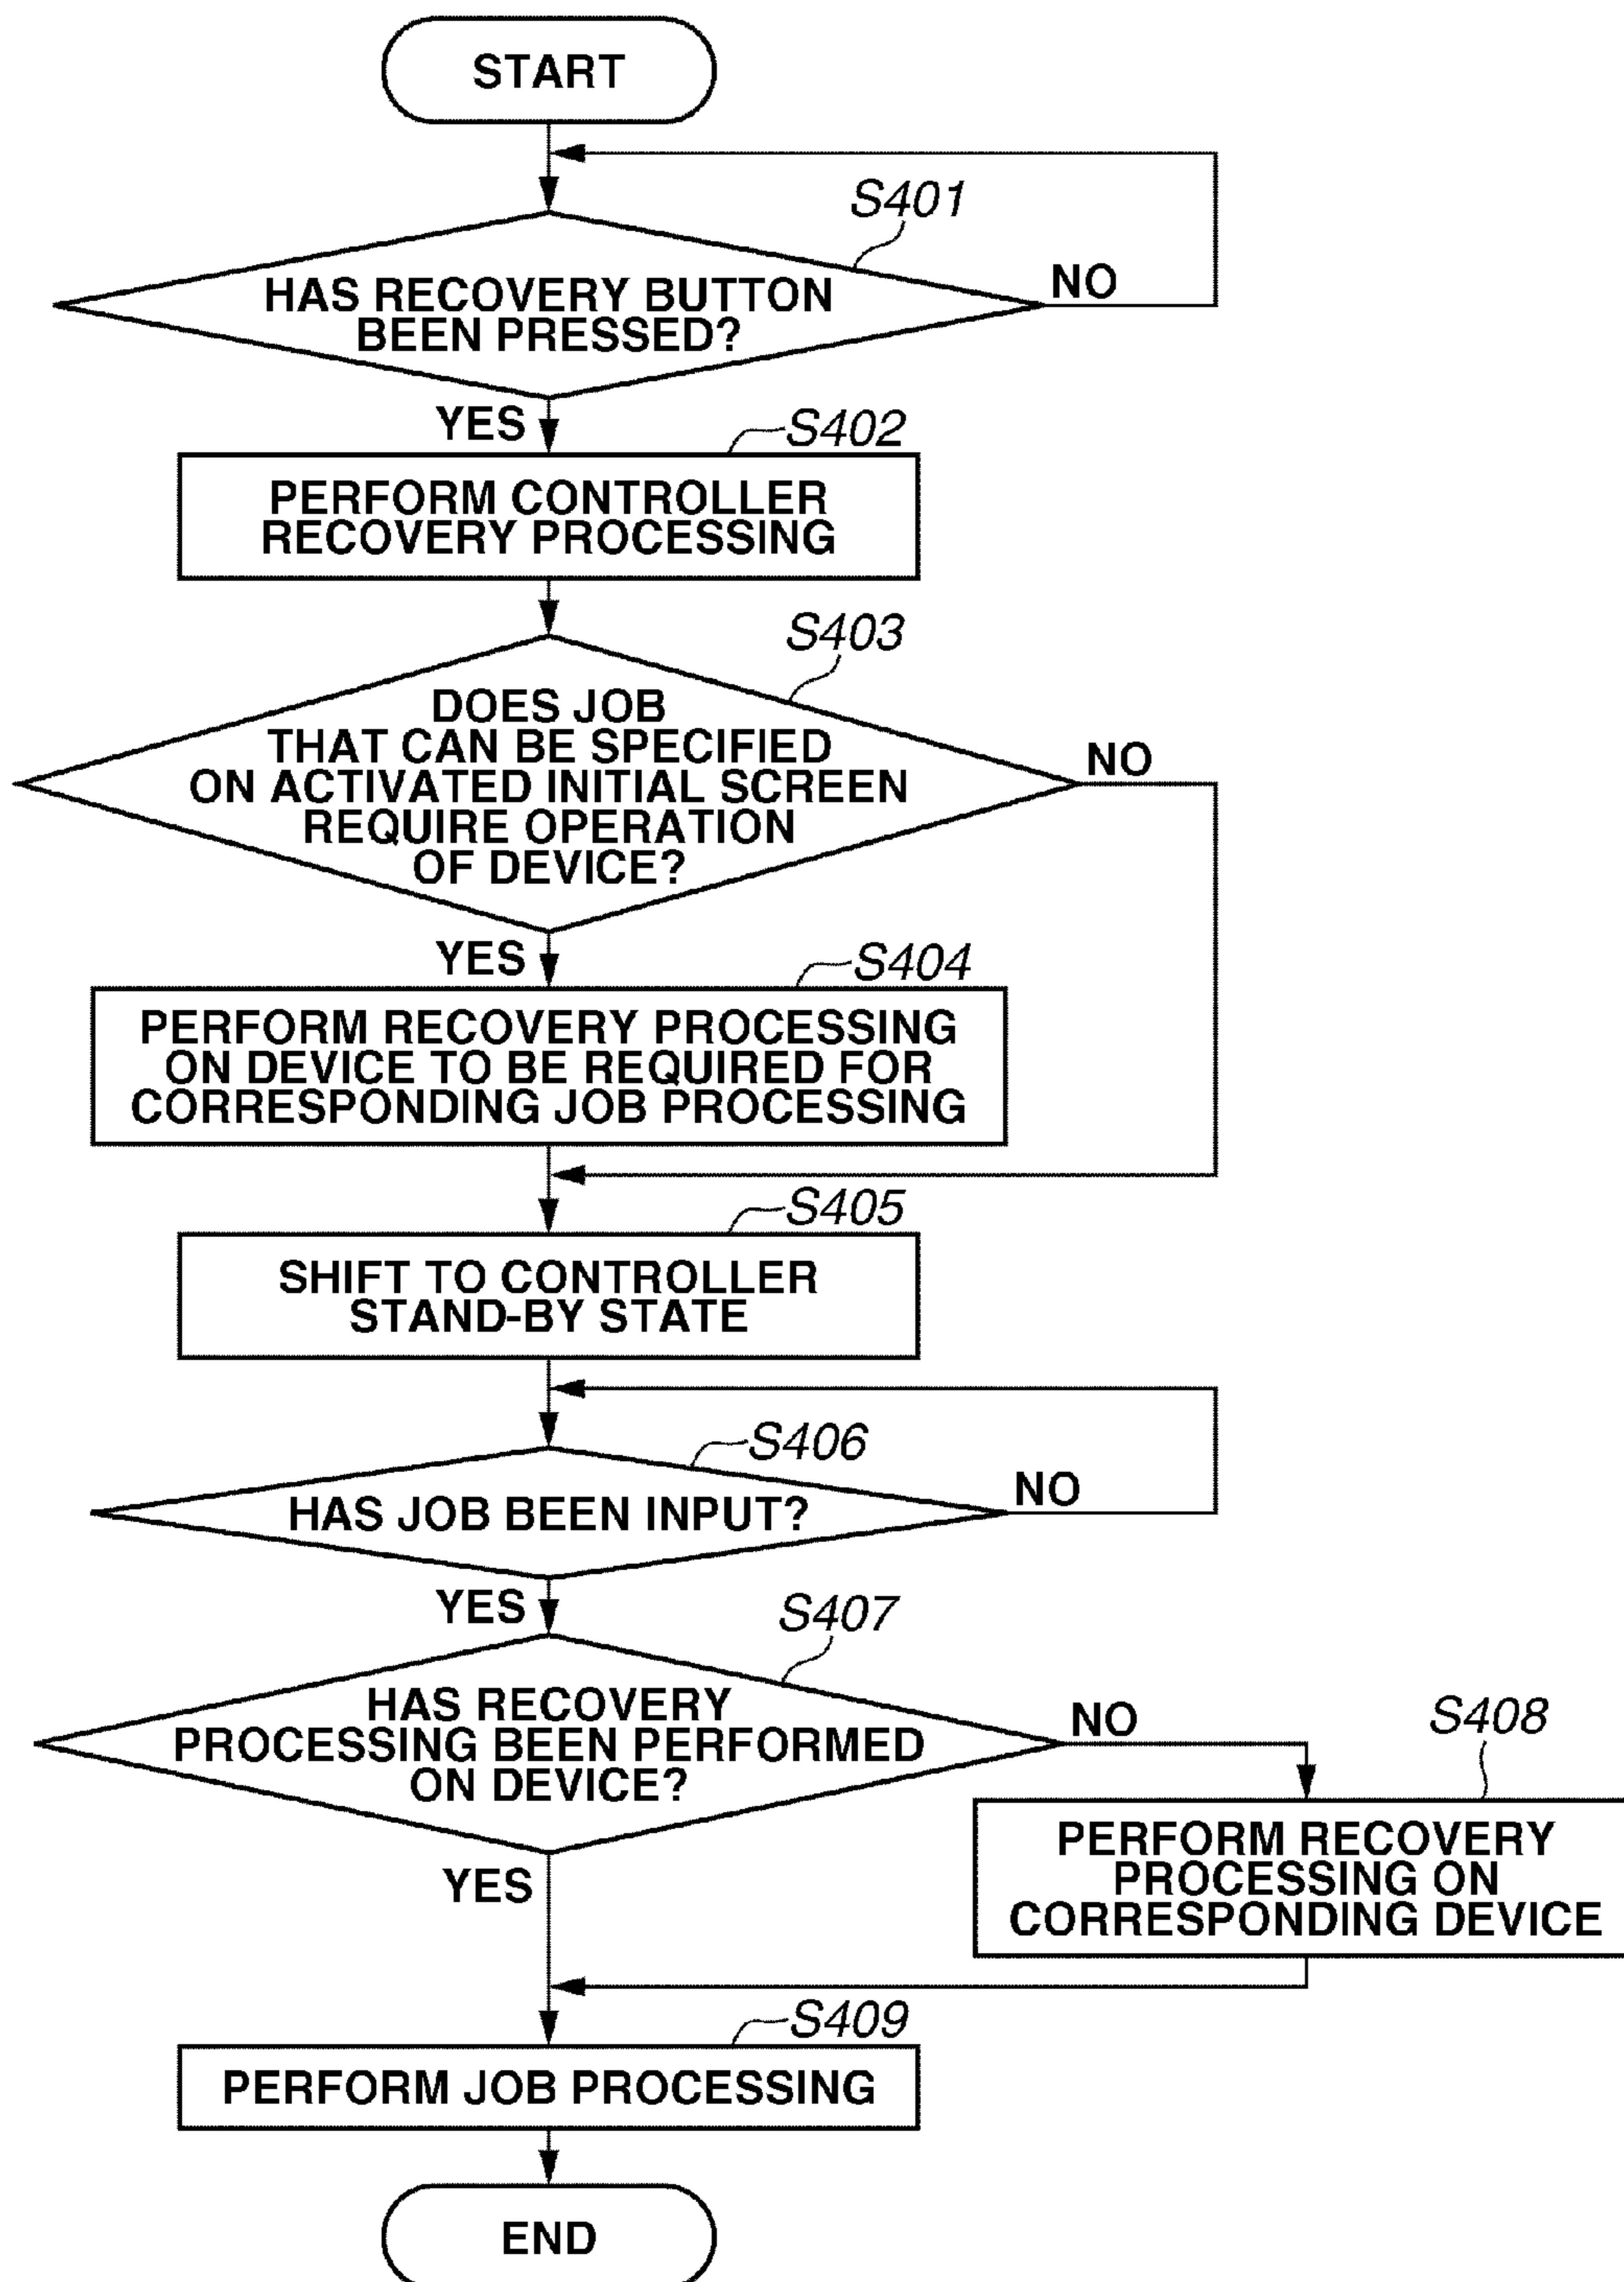 START
S401
HAS RECOVERY BUTTON
BEEN PRESSED?
NO
YES
S402
PERFORM CONTROLLER
RECOVERY PROCESSING
S403
DOES JOB
THAT CAN BE SPECIFIED
ON ACTIVATED INITIAL SCREEN
REQUIRE OPERATION
OF DEVICE?
NO
YES
S404
PERFORM RECOVERY PROCESSING
ON DEVICE TO BE REQUIRED FOR
CORRESPONDING JOB PROCESSING
S405
SHIFT TO CONTROLLER
STAND-BY STATE
S406
HAS JOB BEEN INPUT?
NO
YES
S407
HAS RECOVERY
PROCESSING BEEN PERFORMED
ON DEVICE?
NO
S408
PERFORM RECOVERY
PROCESSING ON
CORRESPONDING DEVICE
YES
S409
PERFORM JOB PROCESSING
END